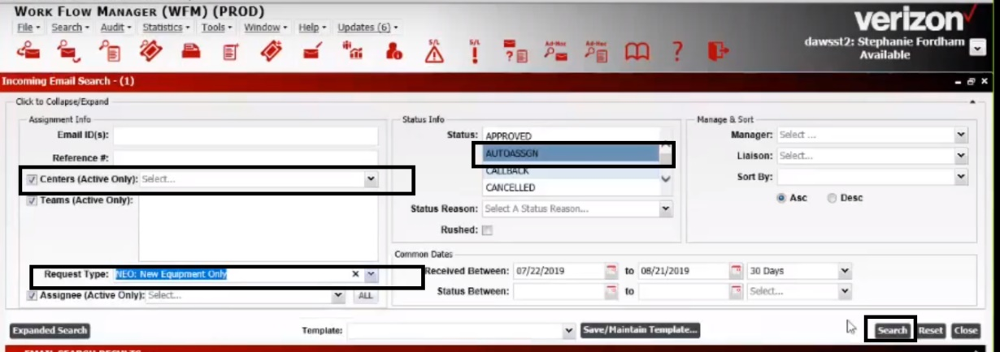 WORK FLOW MANAGER (WFM) (PROD)
File Search Audit Statistics Tools Window Help Updates (6)
verizon
dawsst2: Stephanie Fordham
Available
S/L S/L Ad-Hoc Ad-Hoc
Incoming Email Search - (1)
Click to Collapse/Expand
Assignment Info
Email ID(s):
Reference #:
Centers (Active Only): Select...
Teams (Active Only):
Request Type: NEO: New Equipment Only
Assignee (Active Only): Select... ALL
Status Info
Status: APPROVED
AUTOASSGN
CALLBACK
CANCELLED
Status Reason: Select A Status Reason...
Rushed:
Common Dates
Received Between: 07/22/2019 to 08/21/2019 30 Days
Status Between: to Select...
Manage & Sort
Manager: Select ...
Liaison: Select...
Sort By:
Asc Desc
Expanded Search Template: Save/Maintain Template... Search Reset Close
EMAIL SEARCH RESULTS